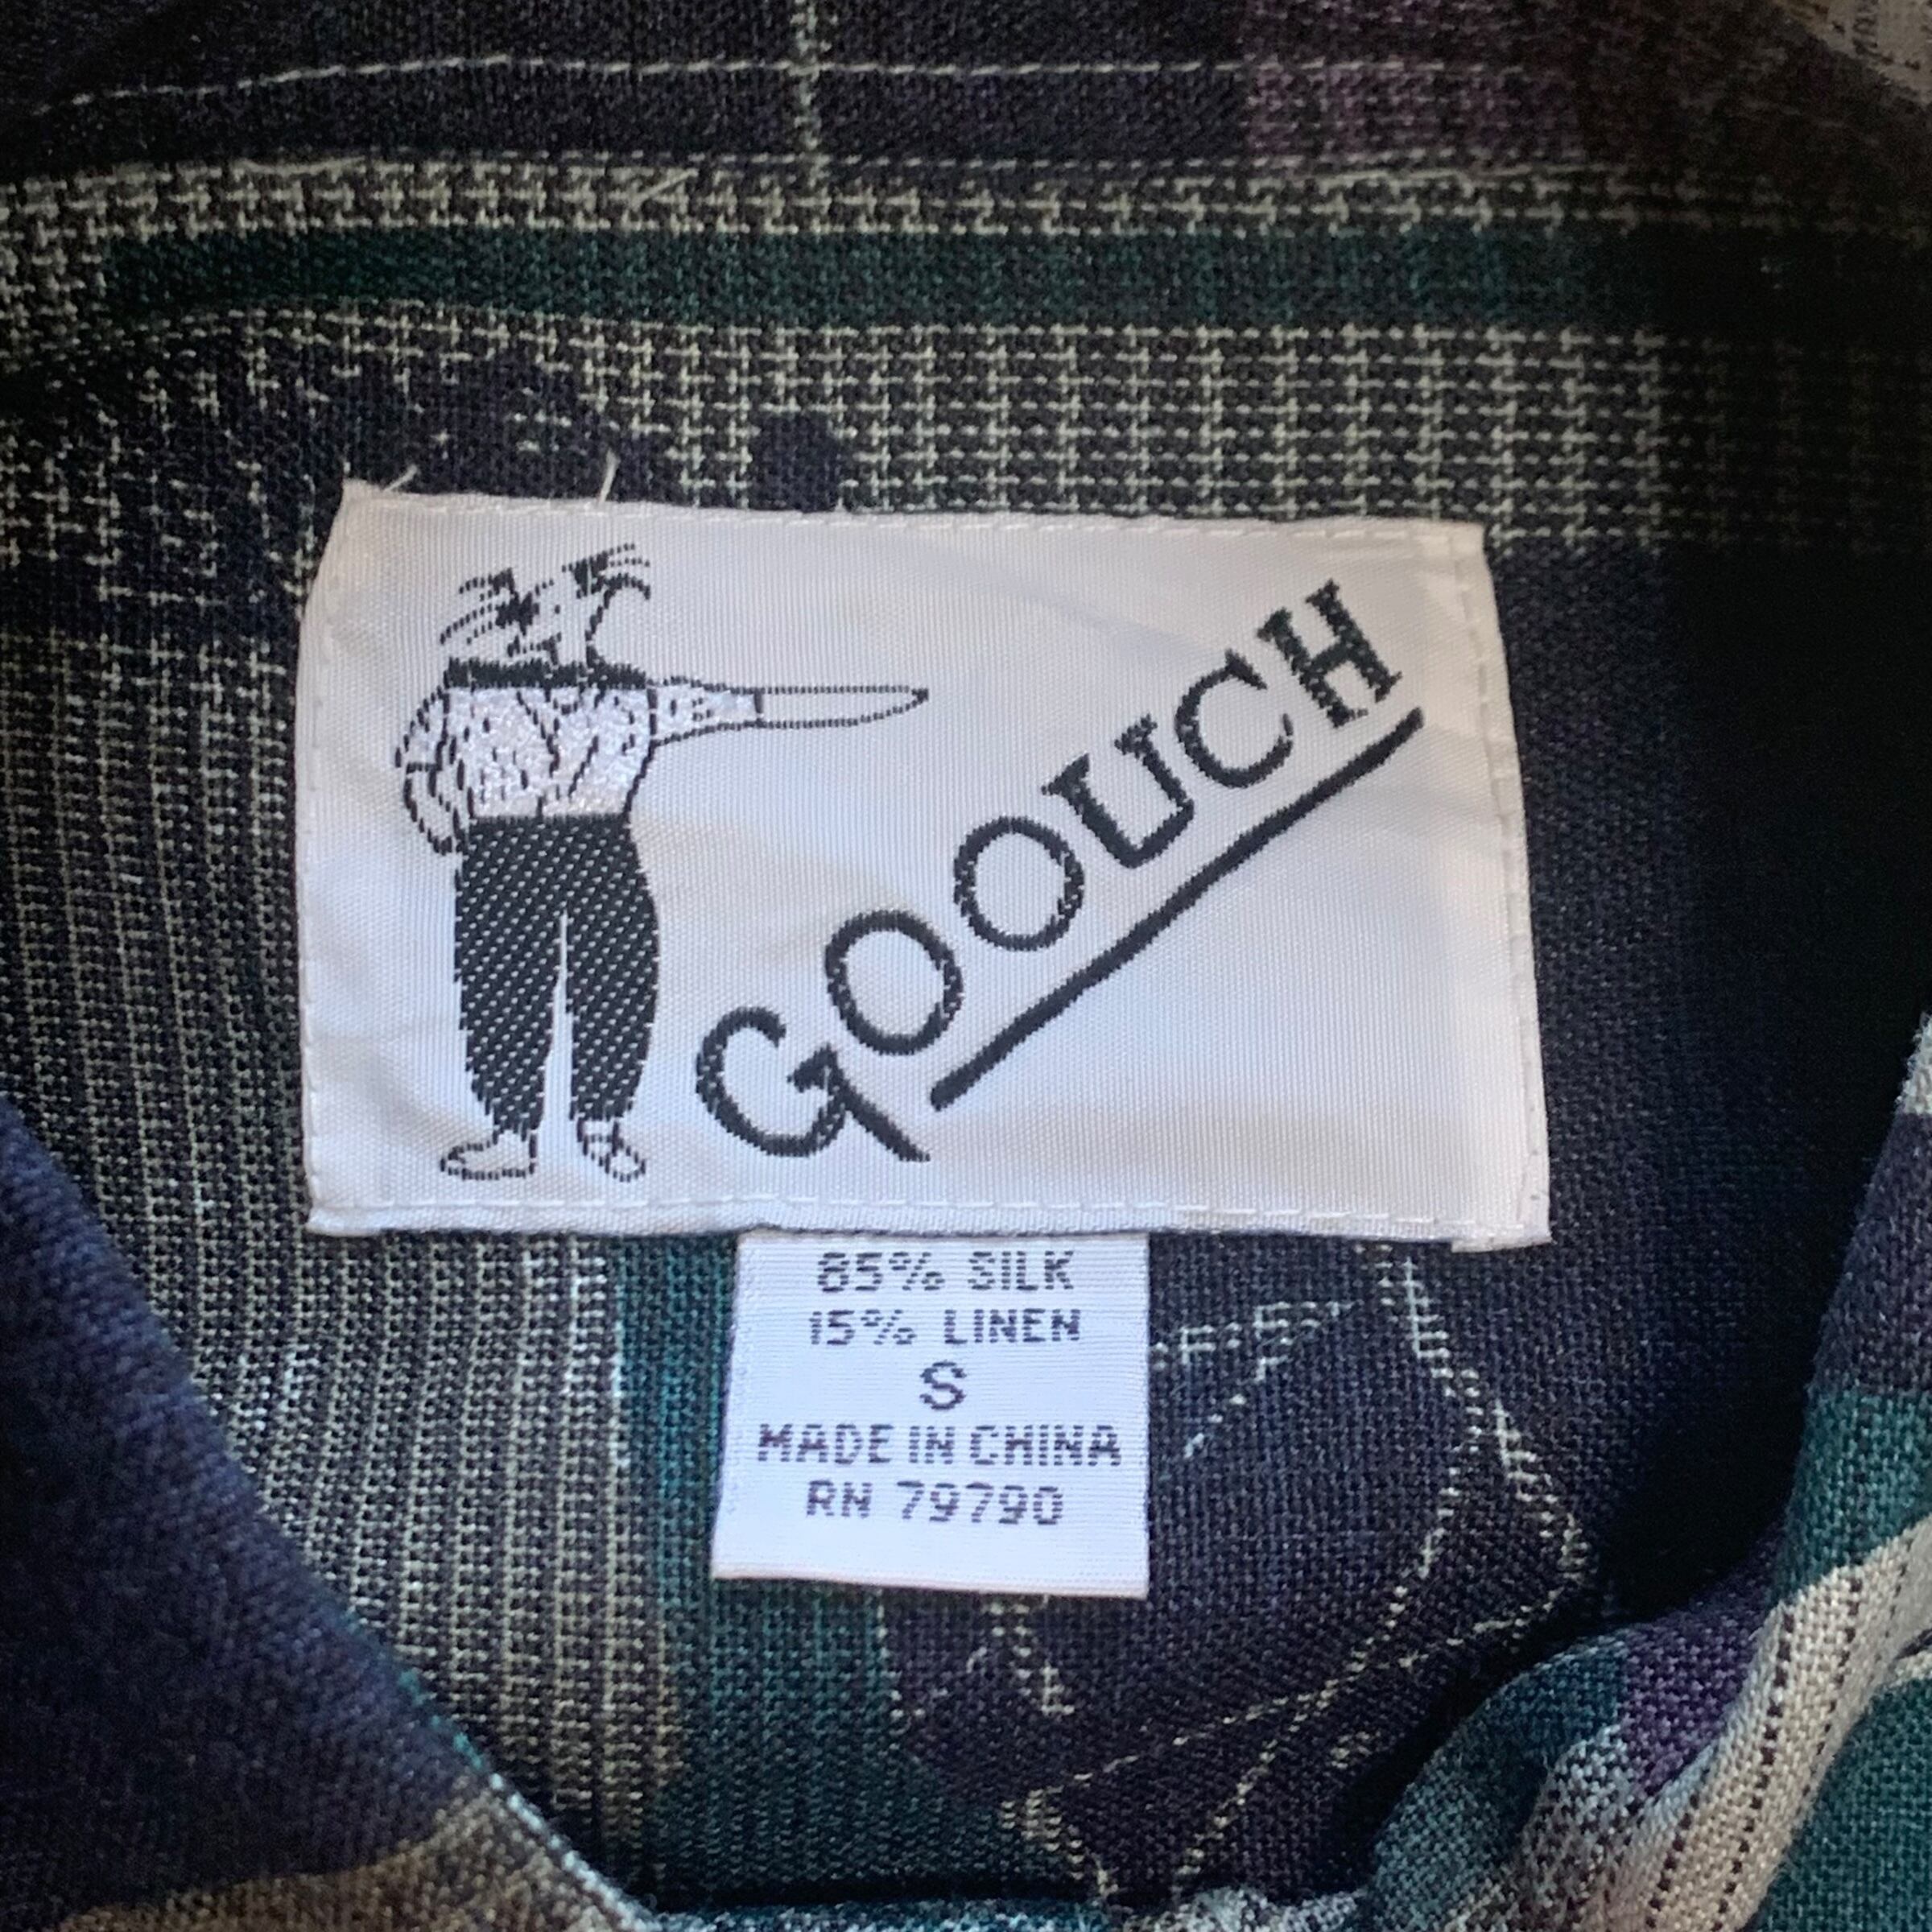 GOOUCH
85% SILK
15% LINEN
S
MADE IN CHINA
RN 79790